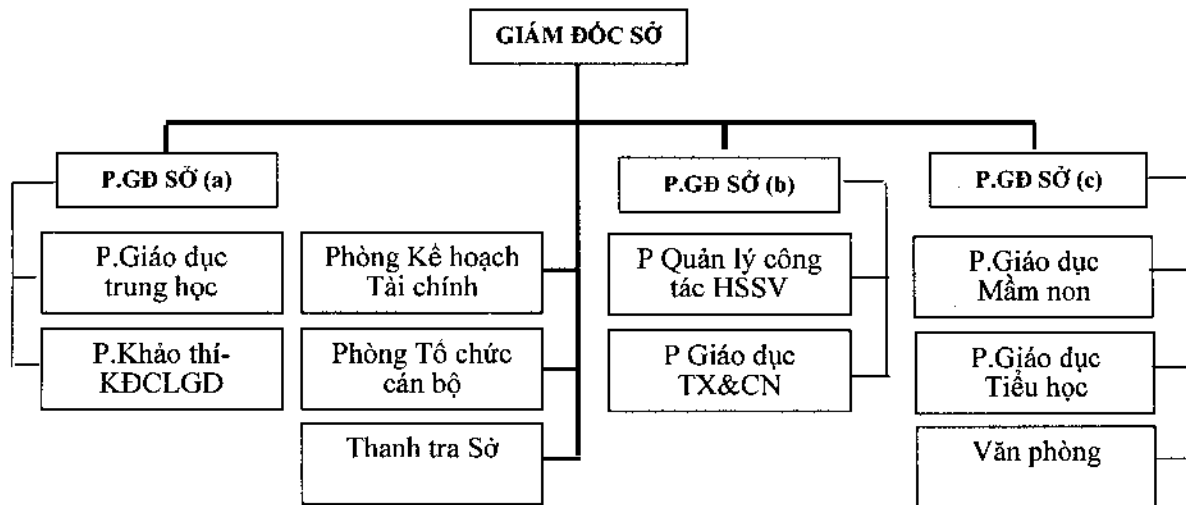 GIÁM ĐỐC SỞ
P.GĐ SỞ (a)
P.GĐ SỞ (b)
P.GĐ SỞ (c)
P.Giáo dục
trung học
Phòng Kế hoạch
Tài chính
P Quản lý công
tác HSSV
P.Giáo dục
Mầm non
P.Khảo thí-
KĐCLGD
Phòng Tổ chức
cán bộ
P Giáo dục
TX&CN
P.Giáo dục
Tiểu học
Thanh tra Sở
Văn phòng